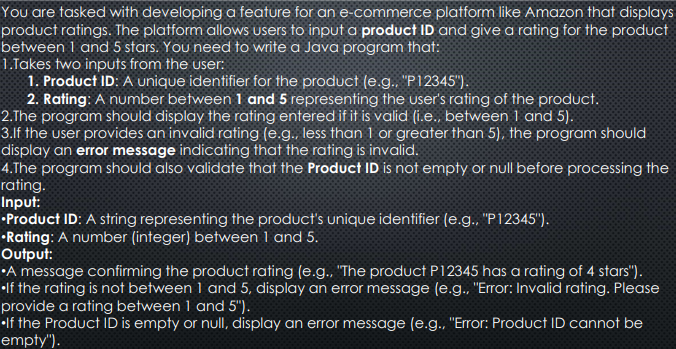 You are tasked with developing a feature for an e-commerce platform like Amazon that displays
product ratings. The platform allows users to input a product ID and give a rating for the product
between 1 and 5 stars. You need to write a Java program that:
1.Takes two inputs from the user:
1. Product ID: A unique identifier for the product (e.g., "P12345").
2. Rating: A number between 1 and 5 representing the user's rating of the product.
2.The program should display the rating entered if it is valid (i.e., between 1 and 5).
3.If the user provides an invalid rating (e.g., less than 1 or greater than 5), the program should
display an error message indicating that the rating is invalid.
4.The program should also validate that the Product ID is not empty or null before processing the
rating.
Input:
•Product ID: A string representing the product's unique identifier (e.g., "P12345").
•Rating: A number (integer) between 1 and 5.
Output:
•A message confirming the product rating (e.g., "The product P12345 has a rating of 4 stars").
•If the rating is not between 1 and 5, display an error message (e.g., "Error: Invalid rating. Please
provide a rating between 1 and 5").
•If the Product ID is empty or null, display an error message (e.g., "Error: Product ID cannot be
empty").